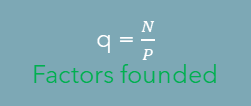 q = N/P
Factors founded